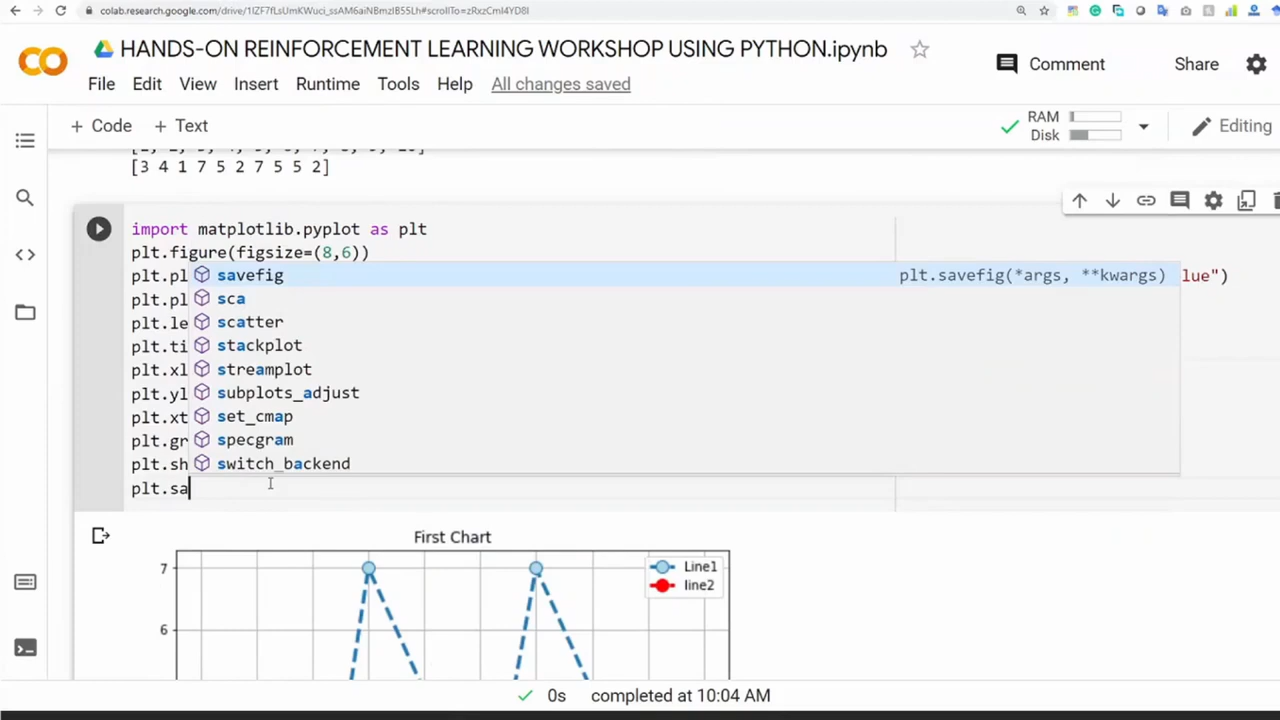 colab.research.google.com/drive/1IZF7fLsUmKWuci_ssAM6aiNBmzIB55Lh#scrollTo=zRxzCmI4YD8I
HANDS-ON REINFORCEMENT LEARNING WORKSHOP USING PYTHON.ipynb
Comment
Share
File Edit View Insert Runtime Tools Help All changes saved
+ Code + Text
RAM
Disk
Editing
[3 4 1 7 5 2 7 5 5 2]
import matplotlib.pyplot as plt
plt.figure(figsize=(8,6))
plt.pl savefig plt.savefig(*args, **kwargs) lue")
plt.pl sca
plt.le scatter
plt.ti stackplot
plt.xl streamplot
plt.yl subplots_adjust
plt.xt set_cmap
plt.gr specgram
plt.sh switch_backend
plt.sa
First Chart
7
Line1
line2
6
0s completed at 10:04 AM